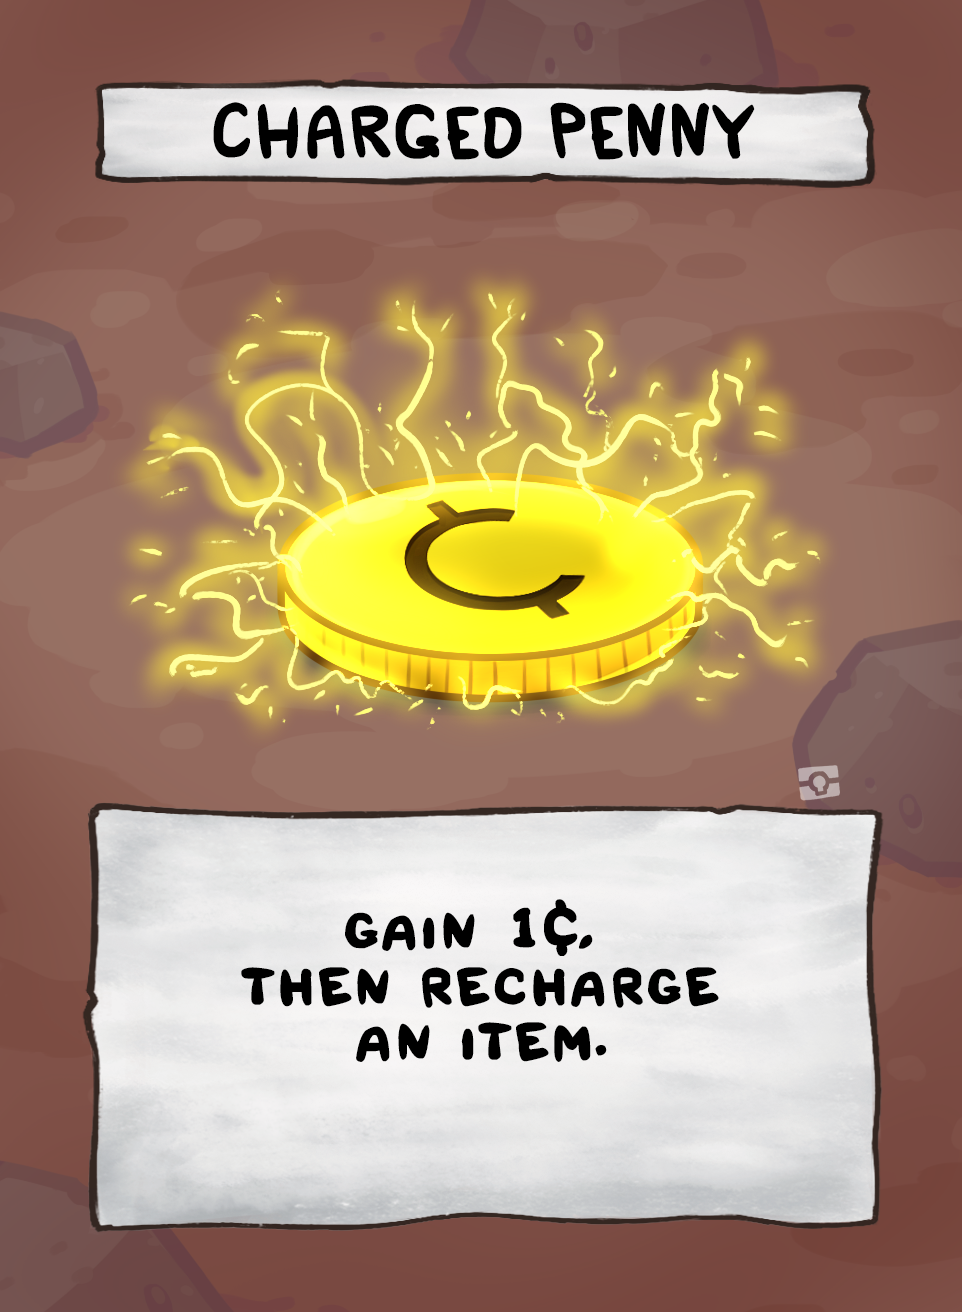 CHARGED PENNY
C
GAIN 1¢,
THEN RECHARGE
AN ITEM.